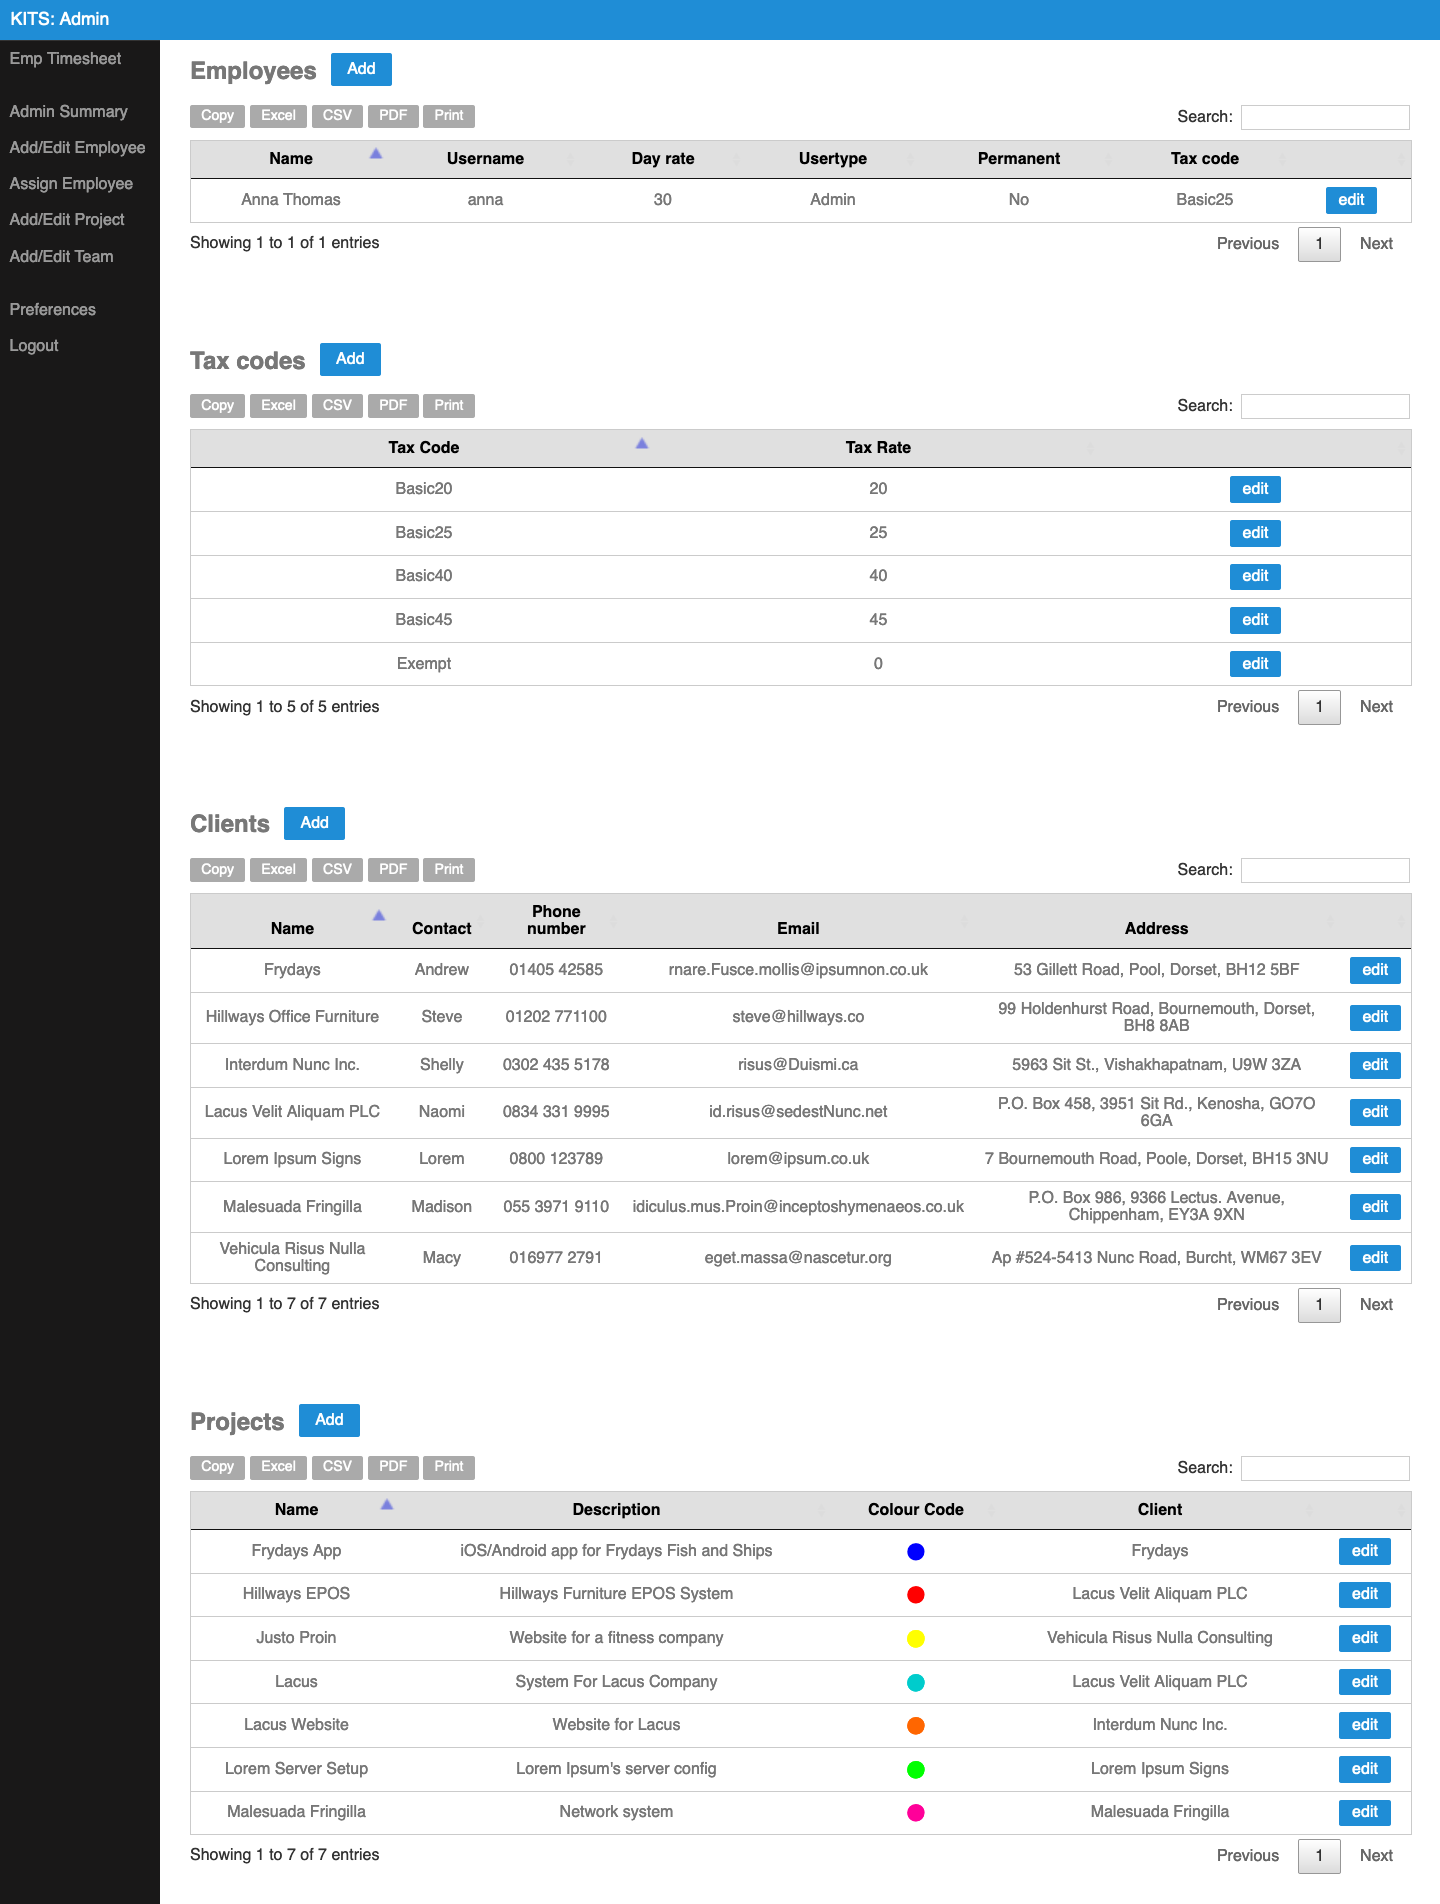 KITS: Admin
Emp Timesheet
Admin Summary
Add/Edit Employee
Assign Employee
Add/Edit Project
Add/Edit Team
Preferences
Logout
Employees Add
Copy Excel CSV PDF Print Search:
Name Username Day rate Usertype Permanent Tax code
Anna Thomas anna 30 Admin No Basic25 edit
Showing 1 to 1 of 1 entries Previous 1 Next
Tax codes Add
Copy Excel CSV PDF Print Search:
Tax Code Tax Rate
Basic20 20 edit
Basic25 25 edit
Basic40 40 edit
Basic45 45 edit
Exempt 0 edit
Showing 1 to 5 of 5 entries Previous 1 Next
Clients Add
Copy Excel CSV PDF Print Search:
Name Contact Phone number Email Address
Frydays Andrew 01405 42585 rnare.Fusce.mollis@ipsumnon.co.uk 53 Gillett Road, Pool, Dorset, BH12 5BF edit
Hillways Office Furniture Steve 01202 771100 steve@hillways.co 99 Holdenhurst Road, Bournemouth, Dorset, BH8 8AB edit
Interdum Nunc Inc. Shelly 0302 435 5178 risus@Duismi.ca 5963 Sit St., Vishakhapatnam, U9W 3ZA edit
Lacus Velit Aliquam PLC Naomi 0834 331 9995 id.risus@sedestNunc.net P.O. Box 458, 3951 Sit Rd., Kenosha, GO7O 6GA edit
Lorem Ipsum Signs Lorem 0800 123789 lorem@ipsum.co.uk 7 Bournemouth Road, Poole, Dorset, BH15 3NU edit
Malesuada Fringilla Madison 055 3971 9110 idiculus.mus.Proin@inceptoshymenaeos.co.uk P.O. Box 986, 9366 Lectus. Avenue, Chippenham, EY3A 9XN edit
Vehicula Risus Nulla Consulting Macy 016977 2791 eget.massa@nascetur.org Ap #524-5413 Nunc Road, Burcht, WM67 3EV edit
Showing 1 to 7 of 7 entries Previous 1 Next
Projects Add
Copy Excel CSV PDF Print Search:
Name Description Colour Code Client
Frydays App iOS/Android app for Frydays Fish and Ships Frydays edit
Hillways EPOS Hillways Furniture EPOS System Lacus Velit Aliquam PLC edit
Justo Proin Website for a fitness company Vehicula Risus Nulla Consulting edit
Lacus System For Lacus Company Lacus Velit Aliquam PLC edit
Lacus Website Website for Lacus Interdum Nunc Inc. edit
Lorem Server Setup Lorem Ipsum's server config Lorem Ipsum Signs edit
Malesuada Fringilla Network system Malesuada Fringilla edit
Showing 1 to 7 of 7 entries Previous 1 Next